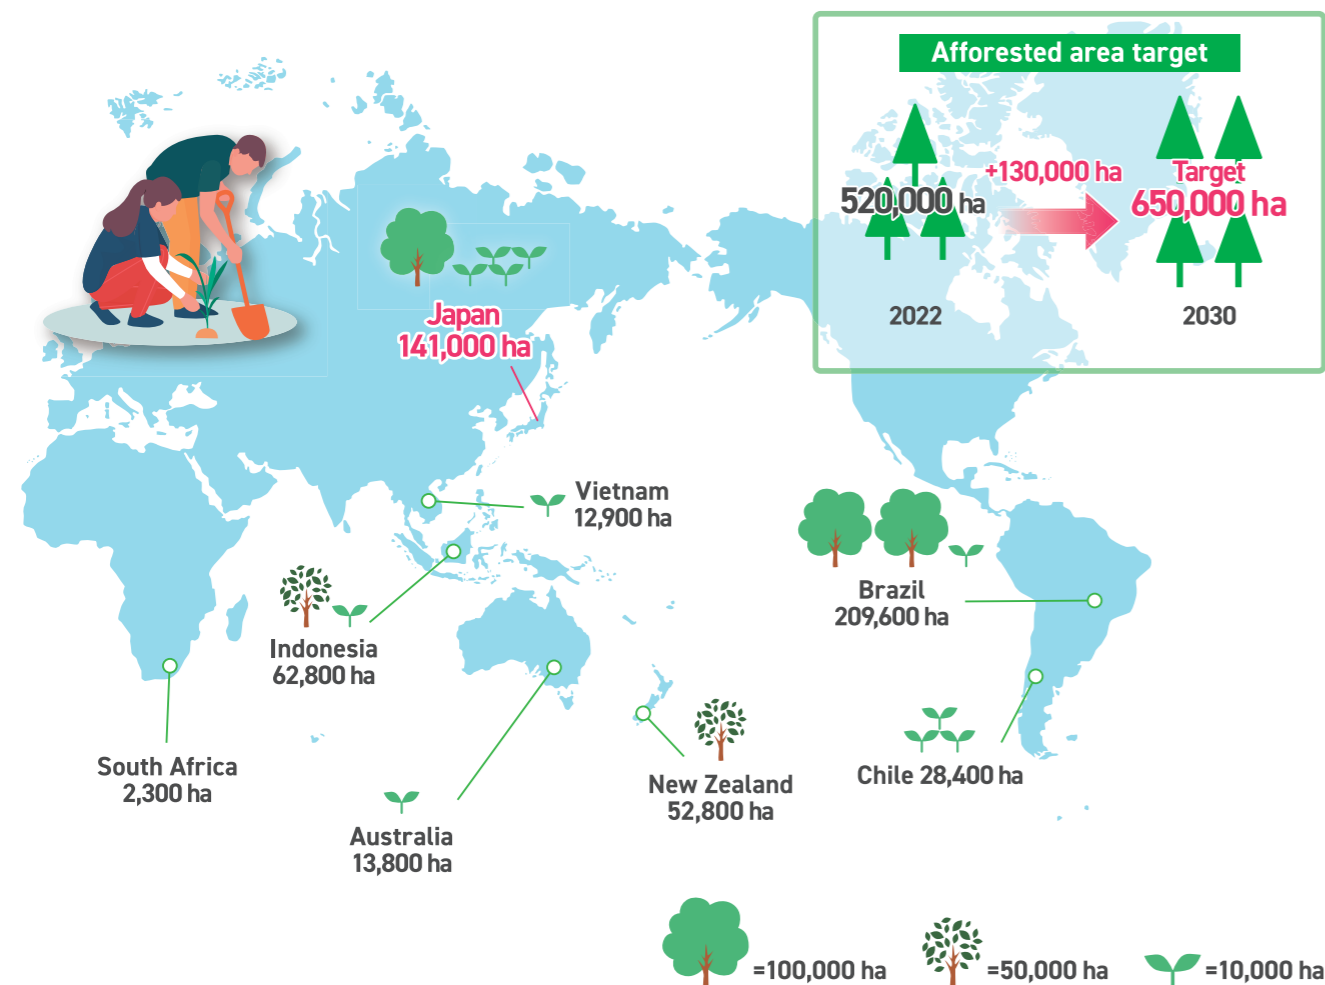 Afforested area target
520,000 ha
+130,000 ha
Target
650,000 ha
2022
2030
Japan
141,000 ha
Vietnam
12,900 ha
Indonesia
62,800 ha
Brazil
209,600 ha
South Africa
2,300 ha
Australia
13,800 ha
New Zealand
52,800 ha
Chile 28,400 ha
=100,000 ha
=50,000 ha
=10,000 ha